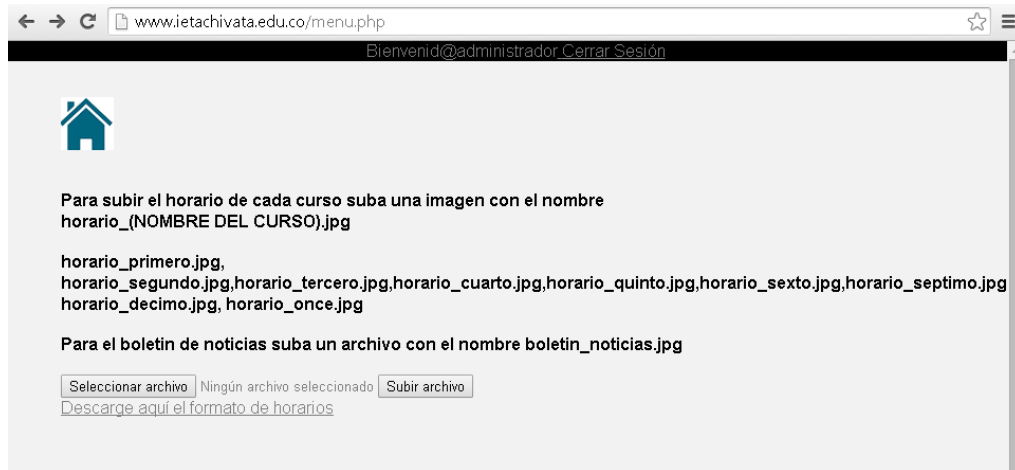 www.ietachivata.edu.co/menu.php
Bienvenid@administrador Cerrar Sesión
Para subir el horario de cada curso suba una imagen con el nombre
horario_(NOMBRE DEL CURSO).jpg
horario_primero.jpg,
horario_segundo.jpg,horario_tercero.jpg,horario_cuarto.jpg,horario_quinto.jpg,horario_sexto.jpg,horario_septimo.jpg
horario_decimo.jpg, horario_once.jpg
Para el boletin de noticias suba un archivo con el nombre boletin_noticias.jpg
Seleccionar archivo Ningún archivo seleccionado Subir archivo
Descarge aquí el formato de horarios